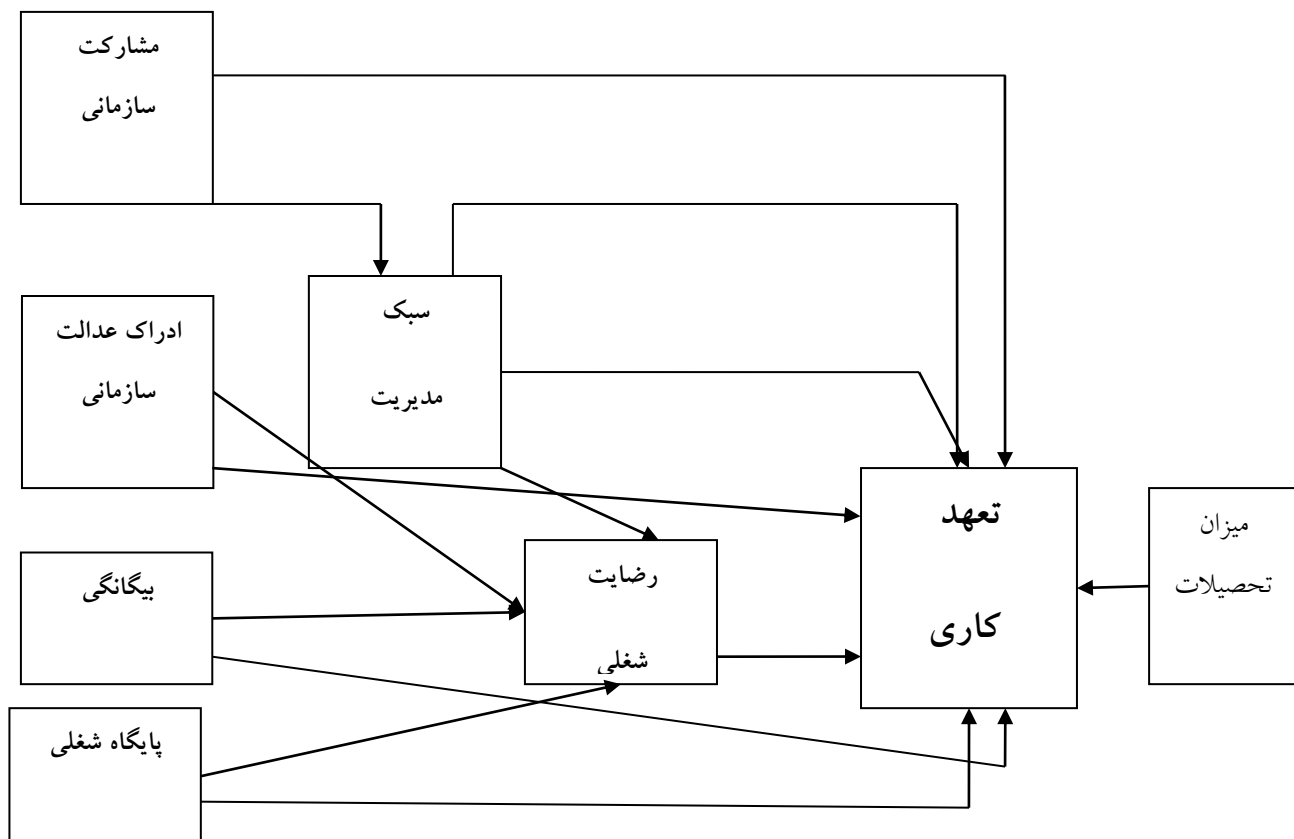 مشارکت
سازمانی
سبک
مدیریت
ادراک عدالت
سازمانی
تعهد
کاری
میزان
تحصیلات
رضایت
شغلی
بیگانگی
پایگاه شغلی